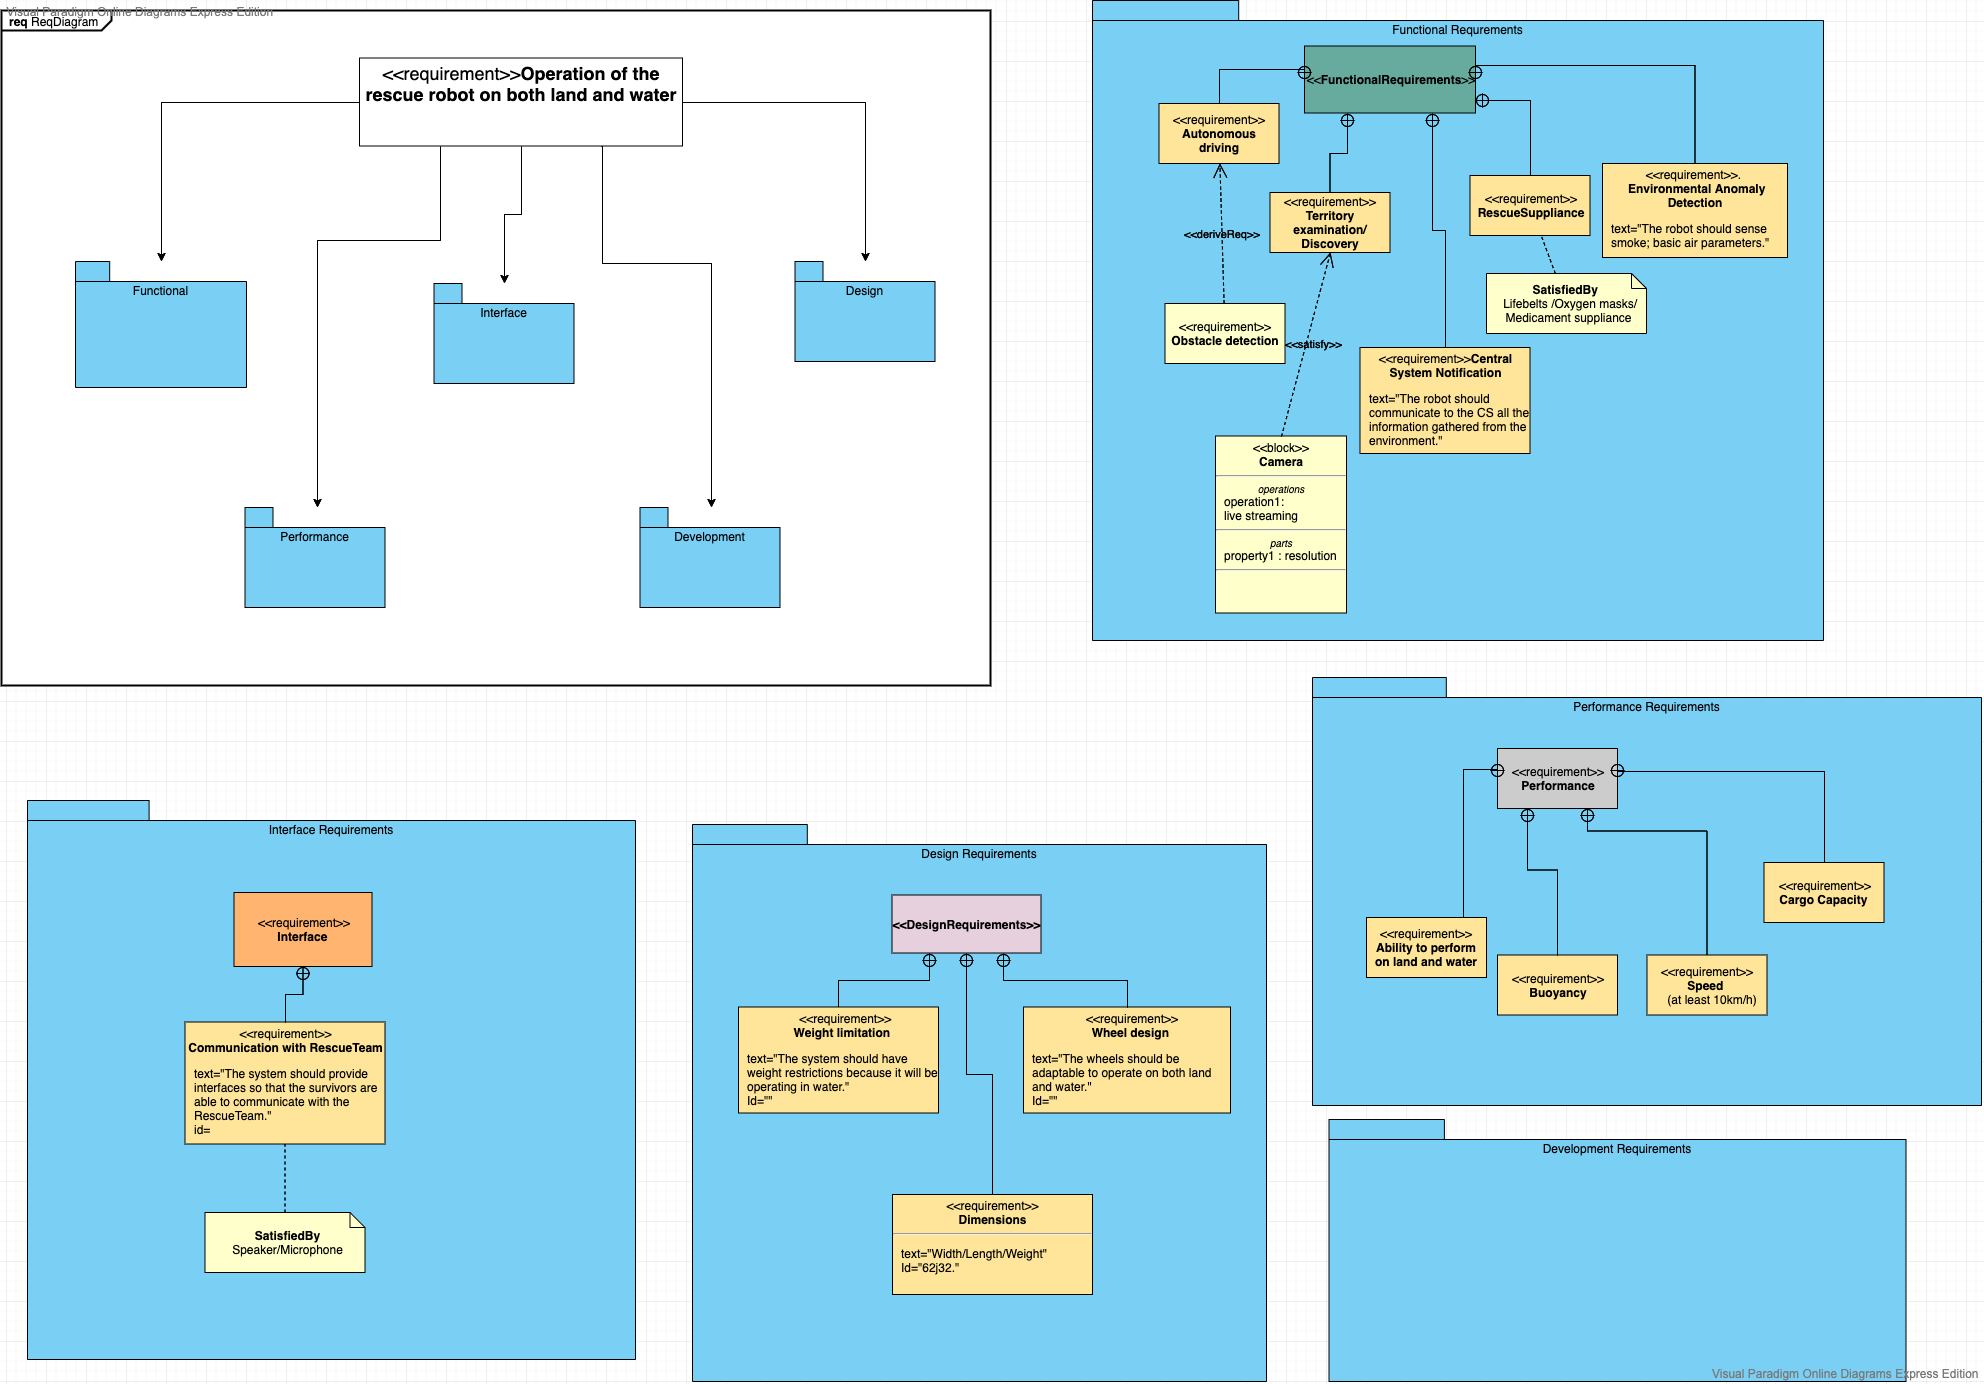 Visual Paradigm Online Diagrams Express Edition
req ReqDiagram
<<requirement>>Operation of the
rescue robot on both land and water
Functional
Interface
Design
Performance
Development
Functional Requrements
<<FunctionalRequirements>>
<<requirement>>
Autonomous
driving
<<requirement>>
Territory
examination/
Discovery
<<requirement>>
RescueSuppliance
<<requirement>>.
Environmental Anomaly
Detection
text="The robot should sense
smoke; basic air parameters."
<<deriveReq>>
SatisfiedBy
Lifebelts /Oxygen masks/
Medicament suppliance
<<requirement>>
Obstacle detection
<<satisfy>>
<<requirement>>Central
System Notification
text="The robot should
communicate to the CS all the
information gathered from the
environment."
<<block>>
Camera
operations
operation1:
live streaming
parts
property1 : resolution
Performance Requirements
<<requirement>>
Performance
<<requirement>>
Cargo Capacity
<<requirement>>
Ability to perform
on land and water
<<requirement>>
Buoyancy
<<requirement>>
Speed
(at least 10km/h)
Interface Requirements
<<requirement>>
Interface
<<requirement>>
Communication with RescueTeam
text="The system should provide
interfaces so that the survivors are
able to communicate with the
RescueTeam."
id=
SatisfiedBy
Speaker/Microphone
Design Requirements
<<DesignRequirements>>
<<requirement>>
Weight limitation
text="The system should have
weight restrictions because it will be
operating in water."
Id=""
<<requirement>>
Wheel design
text="The wheels should be
adaptable to operate on both land
and water."
Id=""
<<requirement>>
Dimensions
text="Width/Length/Weight"
Id="62j32."
Development Requirements
Visual Paradigm Online Diagrams Express Edition